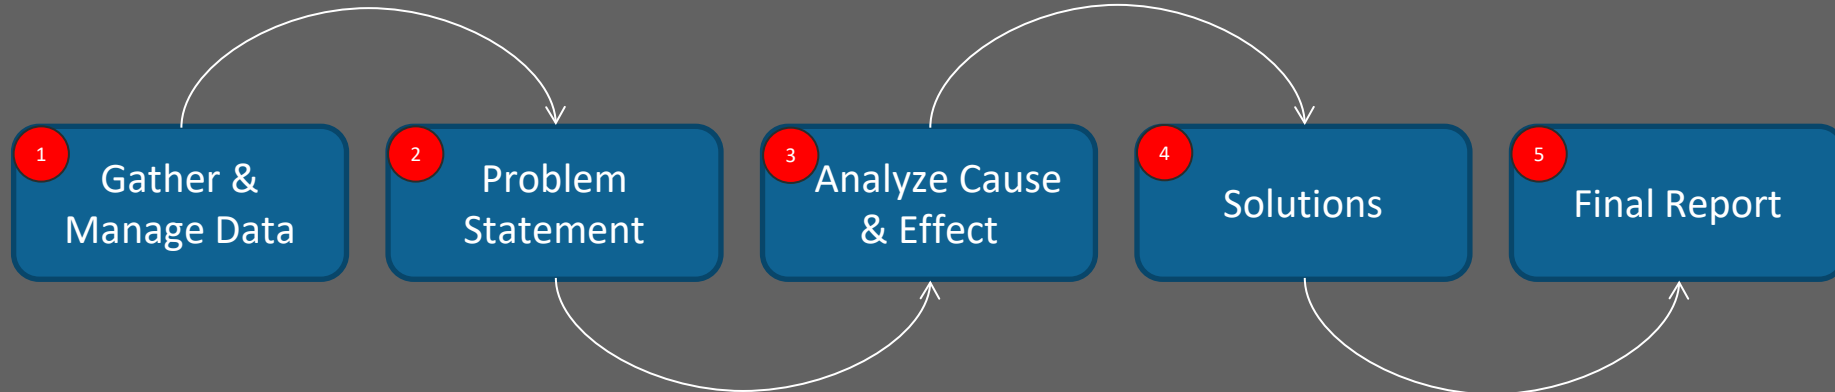 1
Gather &
Manage Data
2
Problem
Statement
3
Analyze Cause
& Effect
4
Solutions
5
Final Report